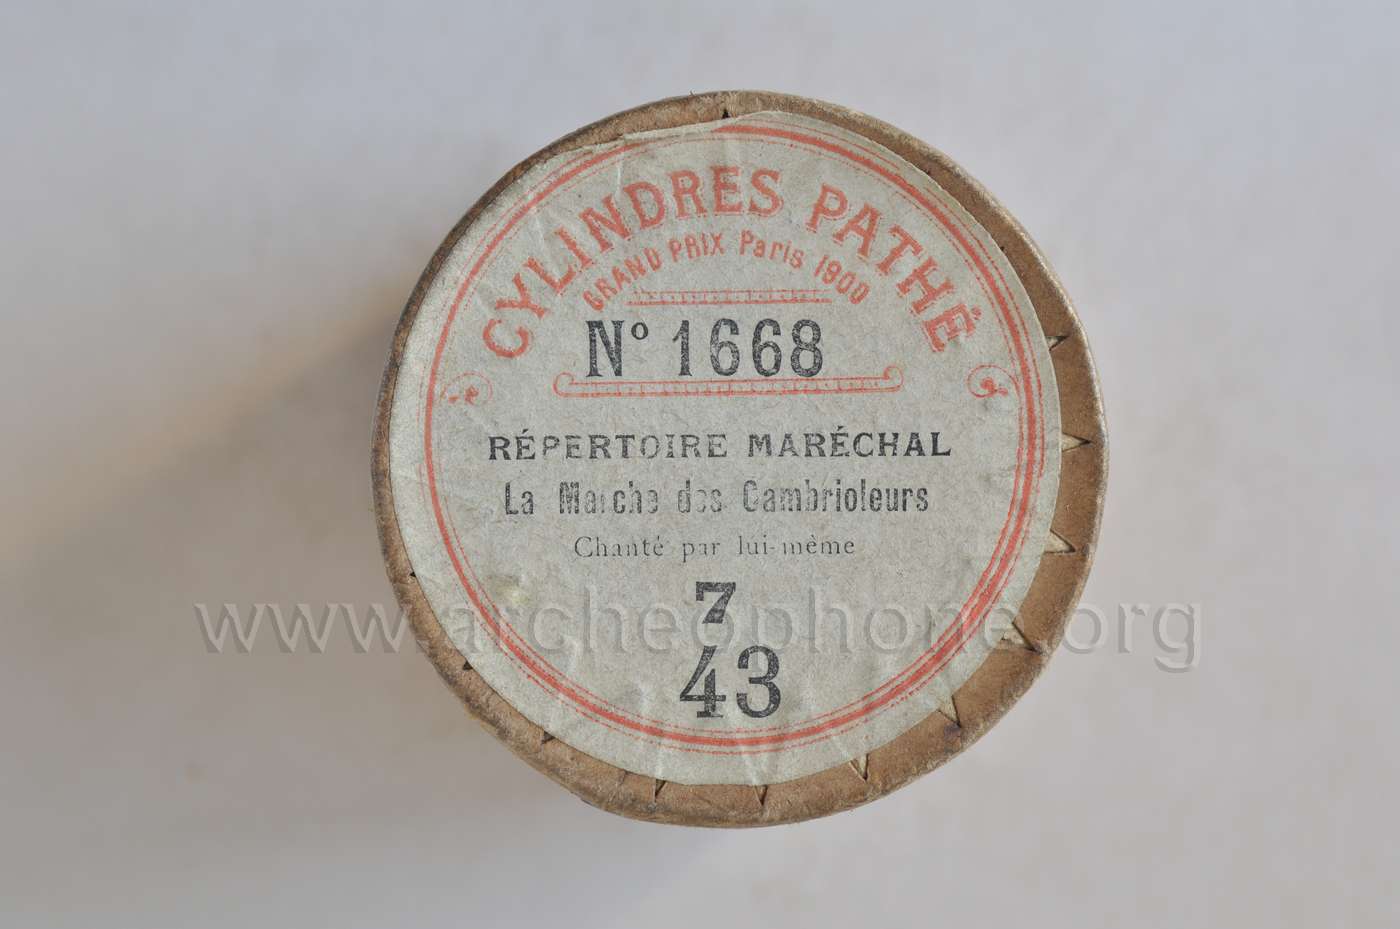 CYLINDRES PATHÉ
GRAND PRIX Paris 1900
Nº 1668
RÉPERTOIRE MARÉCHAL
La Marche des Cambrioleurs
Chanté par lui-même
7
43
www.archeophone.org